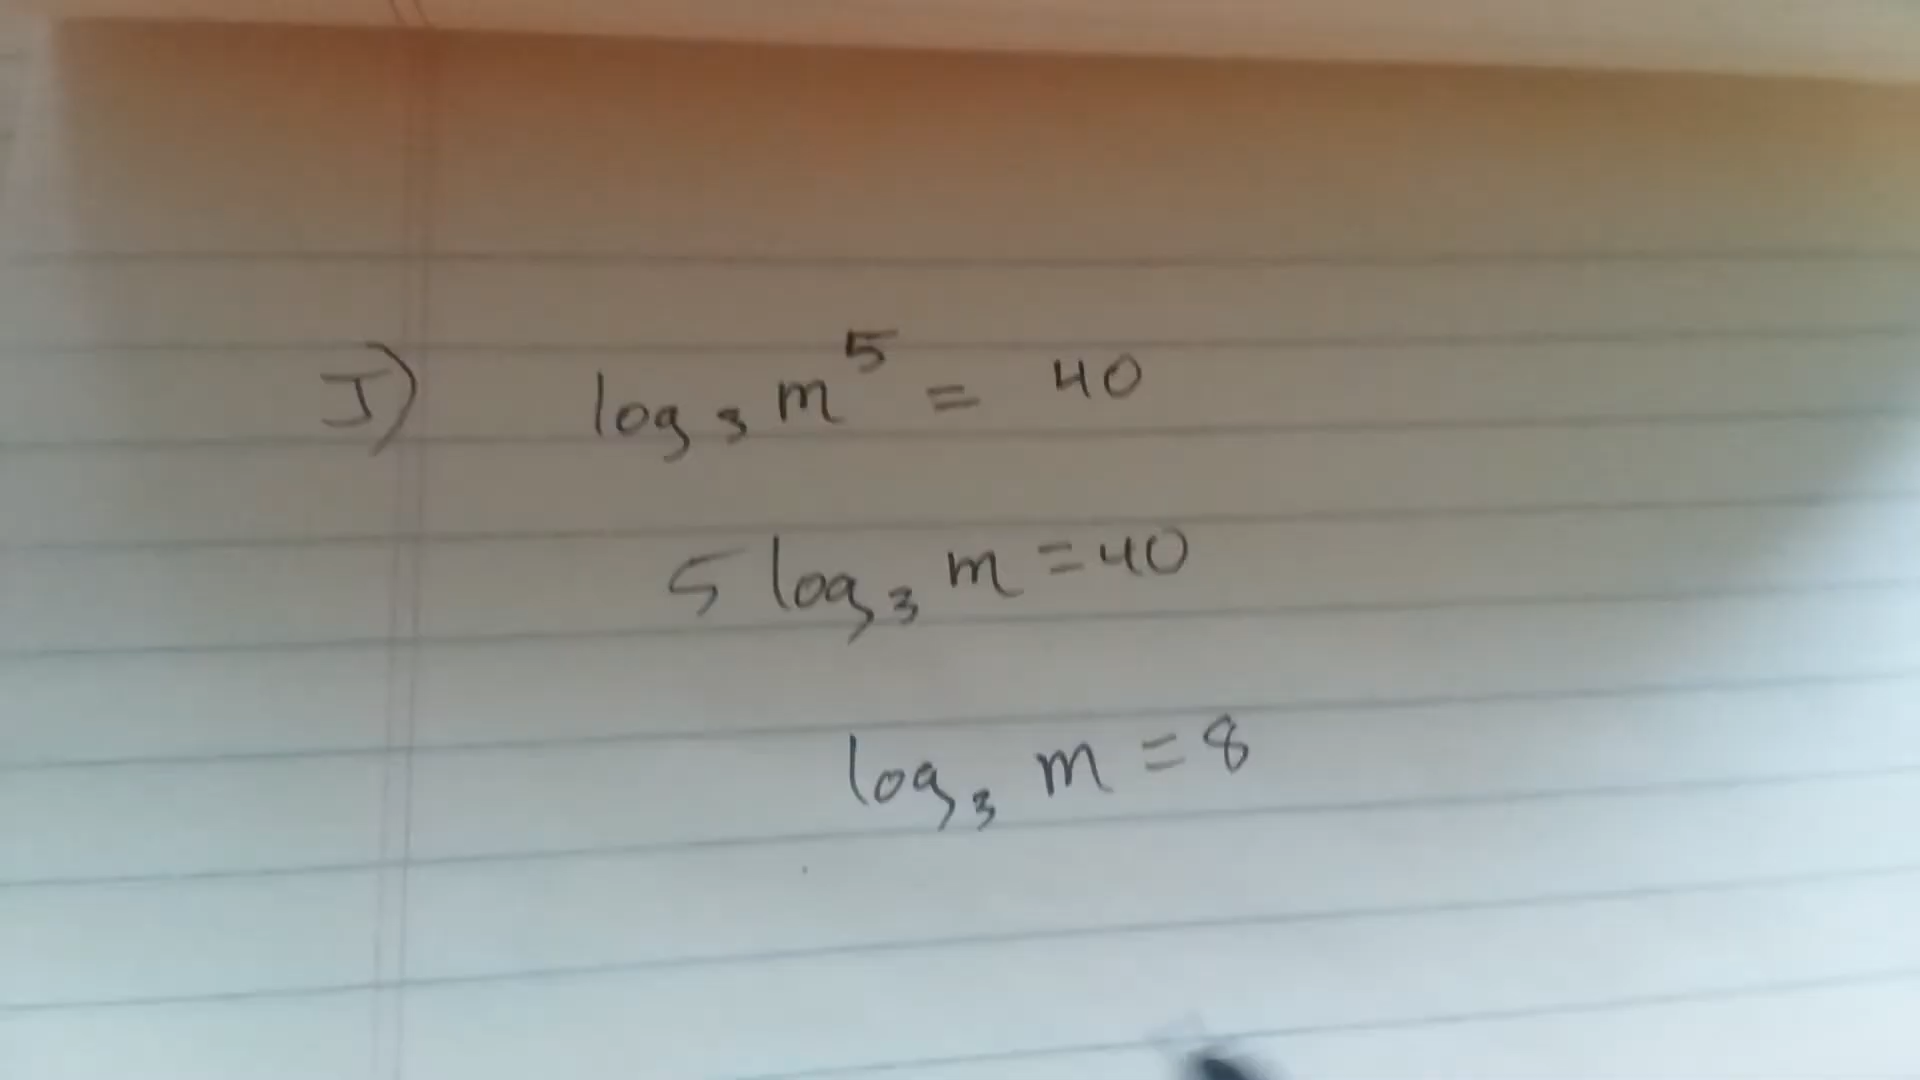 J) log₃ m⁵ = 40
5 log₃ m = 40
log₃ m = 8